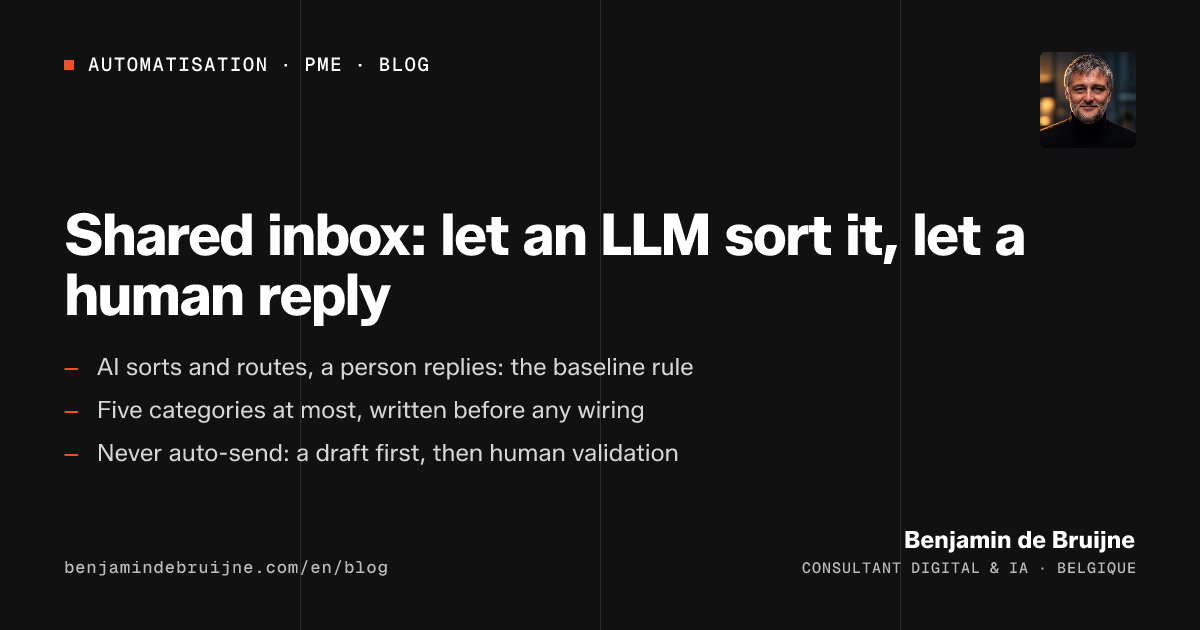 AUTOMATISATION · PME · BLOG
Shared inbox: let an LLM sort it, let a
human reply
– AI sorts and routes, a person replies: the baseline rule
– Five categories at most, written before any wiring
– Never auto-send: a draft first, then human validation
benjamindebruijne.com/en/blog
Benjamin de Bruijne
CONSULTANT DIGITAL & IA · BELGIQUE